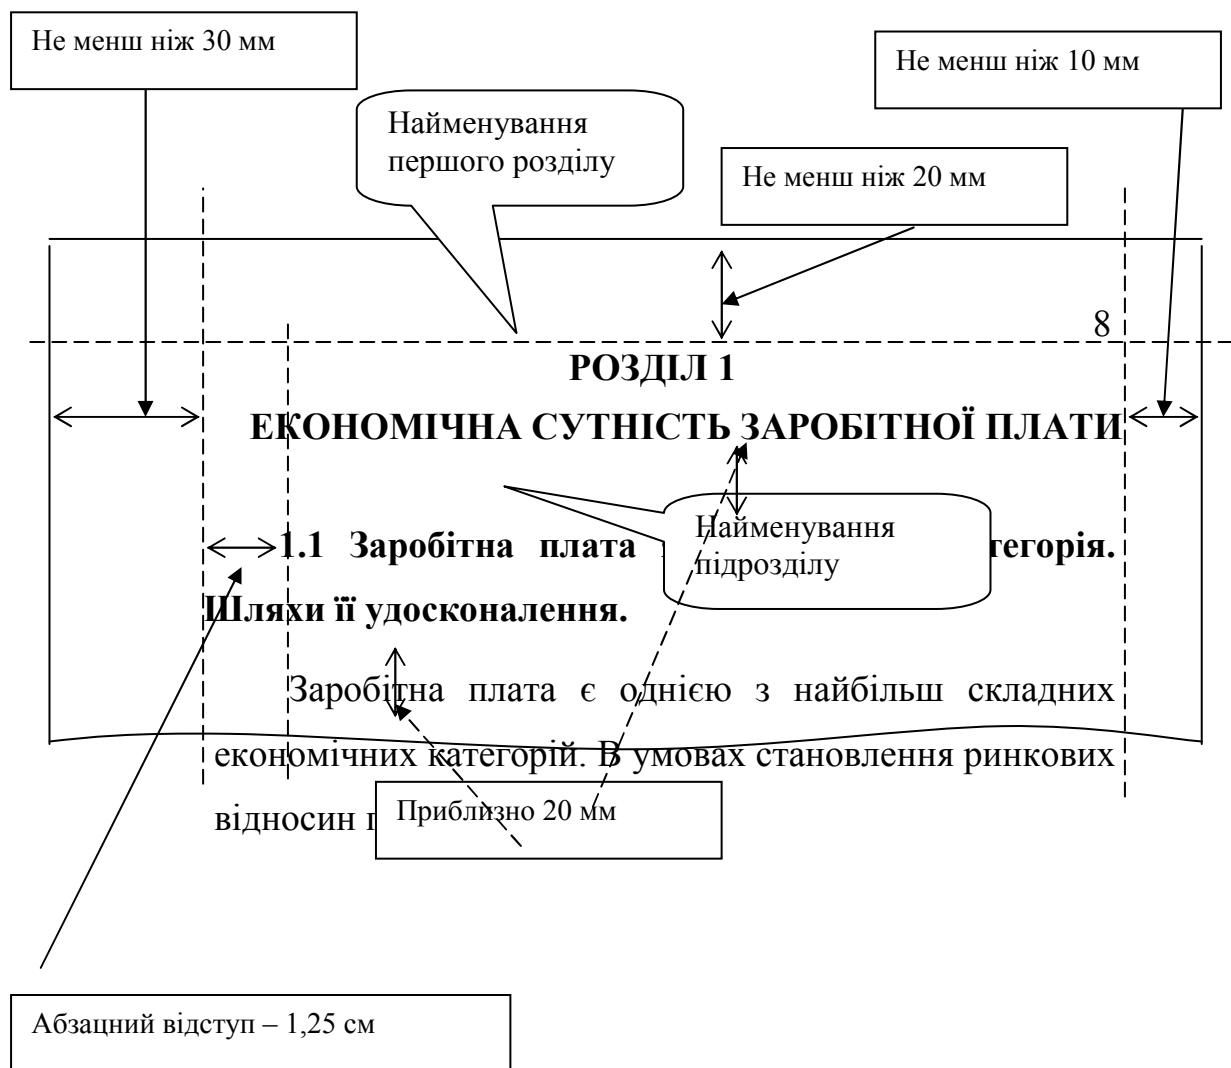 Не менш ніж 30 мм
Не менш ніж 10 мм
Найменування
першого розділу
Не менш ніж 20 мм
8
РОЗДІЛ 1
ЕКОНОМІЧНА СУТНІСТЬ ЗАРОБІТНОЇ ПЛАТИ
Найменування
підрозділу
1.1 Заробітна плата тегорія.
Шляхи її удосконалення.
Заробітна плата є однією з найбільш складних
економічних категорій. В умовах становлення ринкових
відносин
Приблизно 20 мм
Абзацний відступ – 1,25 см